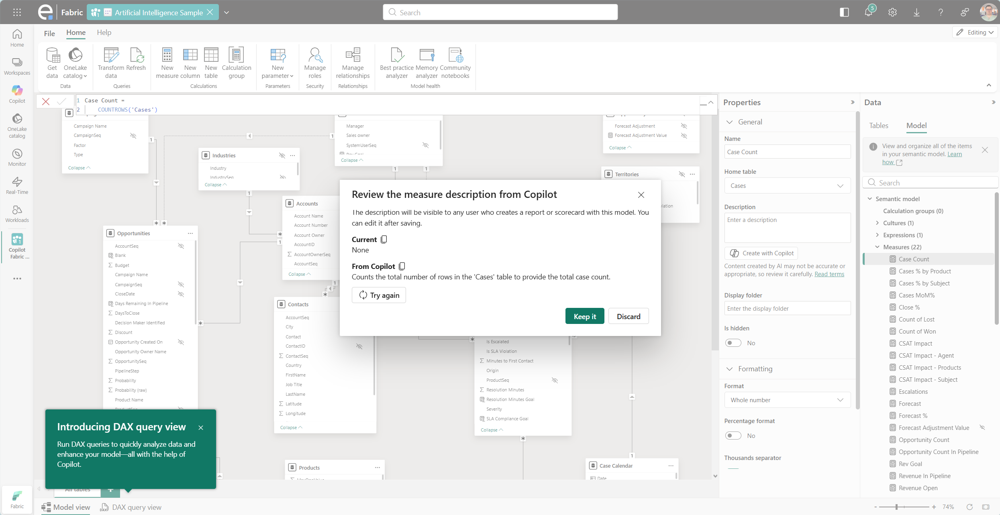 Fabric
Artificial Intelligence Sample
Search
5
File
Home
Help
Editing
Home
Workspaces
Copilot
OneLake
catalog
Monitor
Real-Time
Workloads
Copilot
Fabric ...
Fabric
Get
data
OneLake
catalog
Data
Transform
data
Refresh
Queries
New
measure
New
column
New
table
Calculation
group
Calculations
New
parameter
Parameters
Manage
roles
Security
Manage
relationships
Relationships
Best practice
analyzer
Memory
analyzer
Community
notebooks
Model health
1 Case Count =
2 COUNTROWS('Cases')
Campaign Name
CampaignSeq
Factor
Type
Collapse
1
Industries
Industry
IndustrySeq
Collapse
1
Manager
Sales owner
SystemUserSeq
Rev Goal
Collapse
1
1
1
Forecast Adjustment
Forecast Adjustment Value
Collapse
Territories
Accounts
Account Name
Account Number
Account Owner
AccountID
AccountOwnerSeq
AccountSeq
Collapse
1
1
* *
*
Opportunities
AccountSeq
Blank
Budget
Campaign Name
CampaignSeq
CloseDate
Days Remaining In Pipeline
DaysToClose
Decision Maker Identified
Discount
Opportunity Created On
Opportunity Owner Name
OpportunitySeq
PipelineStep
Probability
Probability (raw)
Product Name
*
*
Contacts
AccountSeq
City
Contact
ContactID
ContactSeq
Country
FirstName
Job Title
LastName
Latitude
Longitude
Collapse
*
Is Escalated
Is SLA Violation
Minutes to First Contact
Origin
ProductSeq
Resolution Minutes
Resolution Minutes Goal
Severity
SLA Compliance Goal
Collapse
*
Products
1
Case Calendar
Date
Review the measure description from Copilot
The description will be visible to any user who creates a report or scorecard with this model. You
can edit it after saving.
Current
None
From Copilot
Counts the total number of rows in the 'Cases' table to provide the total case count.
Try again
Keep it
Discard
Introducing DAX query view
Run DAX queries to quickly analyze data and
enhance your model—all with the help of
Copilot.
All tables
+
Model view
DAX query view
Properties
General
Name
Case Count
Home table
Cases
Description
Enter a description
Create with Copilot
Content created by AI may not be accurate or
appropriate, so review it carefully. Read terms
Display folder
Enter the display folder
Is hidden
No
Formatting
Format
Whole number
Percentage format
No
Thousands separator
Data
Tables
Model
View and organize all of the items
in your semantic model. Learn
how
Search
Semantic model
Calculation groups (0)
Cultures (1)
Expressions (1)
Measures (22)
Case Count
Cases % by Product
Cases % by Subject
Cases MoM%
Close %
Count of Lost
Count of Won
CSAT Impact
CSAT Impact - Agent
CSAT Impact - Products
CSAT Impact - Subject
Escalations
Forecast
Forecast %
Forecast Adjustment Value
Opportunity Count
Opportunity Count In Pipeline
Rev Goal
Revenue In Pipeline
Revenue Open
- + 74%